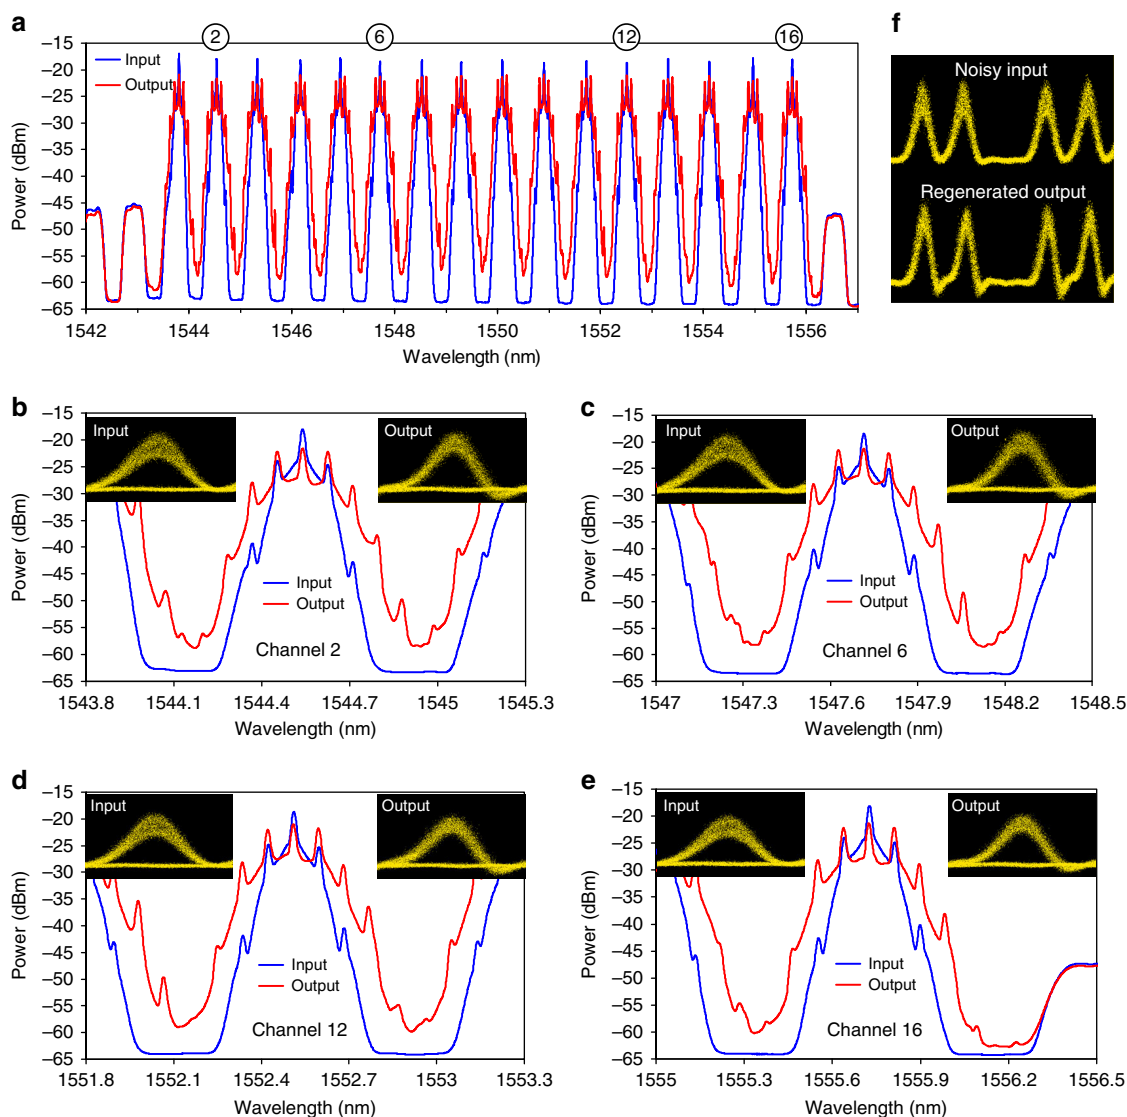 a
2
6
12
16
Input
Output
−15
−20
−25
−30
−35
−40
−45
−50
−55
−60
−65
Power (dBm)
1542
1544
1546
1548
1550
1552
1554
1556
Wavelength (nm)
f
Noisy input
Regenerated output
b
−15
−20
−25
−30
−35
−40
−45
−50
−55
−60
−65
Power (dBm)
Input
Output
Input
Output
Channel 2
1543.8
1544.1
1544.4
1544.7
1545
1545.3
Wavelength (nm)
c
−15
−20
−25
−30
−35
−40
−45
−50
−55
−60
−65
Power (dBm)
Input
Output
Input
Output
Channel 6
1547
1547.3
1547.6
1547.9
1548.2
1548.5
Wavelength (nm)
d
−15
−20
−25
−30
−35
−40
−45
−50
−55
−60
−65
Power (dBm)
Input
Output
Input
Output
Channel 12
1551.8
1552.1
1552.4
1552.7
1553
1553.3
Wavelength (nm)
e
−15
−20
−25
−30
−35
−40
−45
−50
−55
−60
−65
Power (dBm)
Input
Output
Input
Output
Channel 16
1555
1555.3
1555.6
1555.9
1556.2
1556.5
Wavelength (nm)